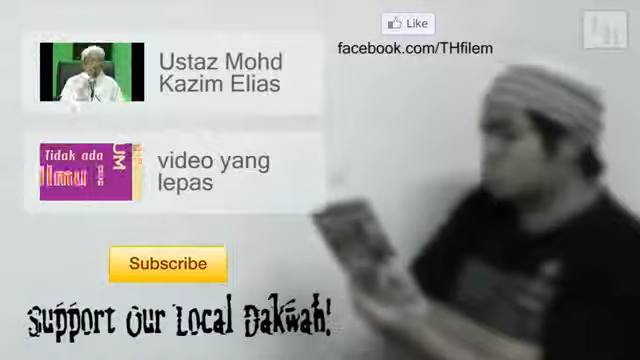 Like
facebook.com/THfilem
Ustaz Mohd
Kazim Elias
Tidak ada
Ilmu
UM
video yang
lepas
Subscribe
Support Our Local Dakwah!